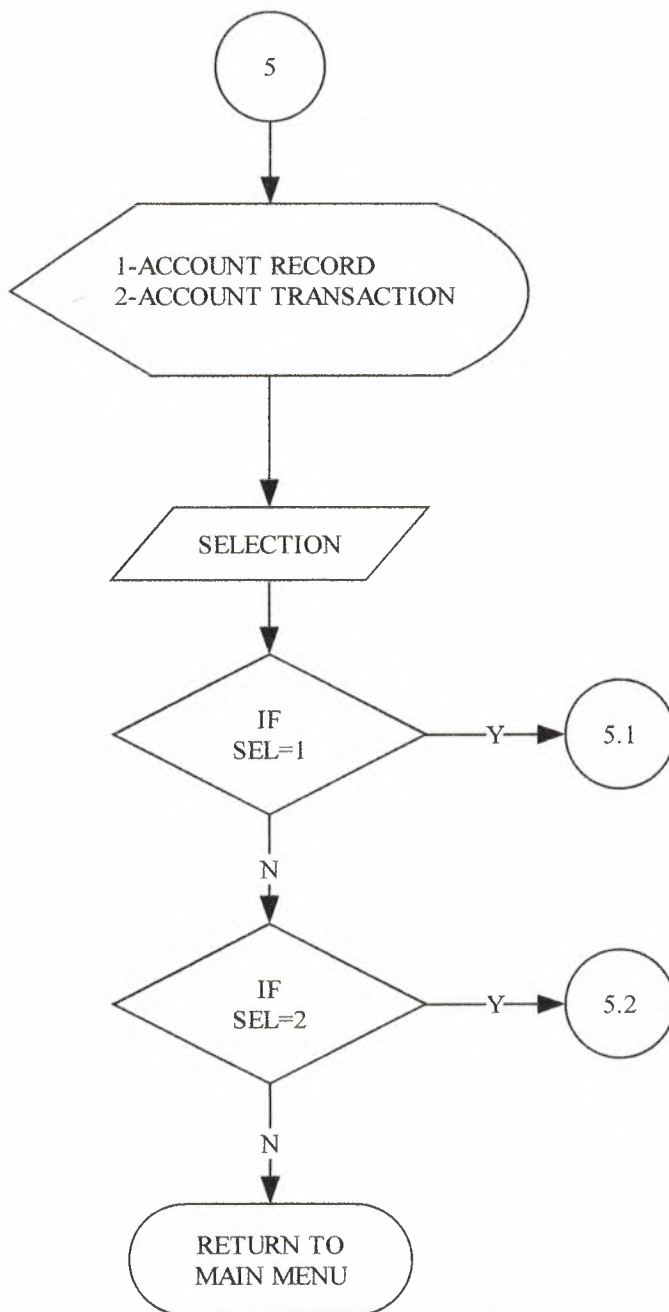 5
1-ACCOUNT RECORD
2-ACCOUNT TRANSACTION
SELECTION
IF
SEL=1
Y
5.1
N
IF
SEL=2
Y
5.2
N
RETURN TO
MAIN MENU